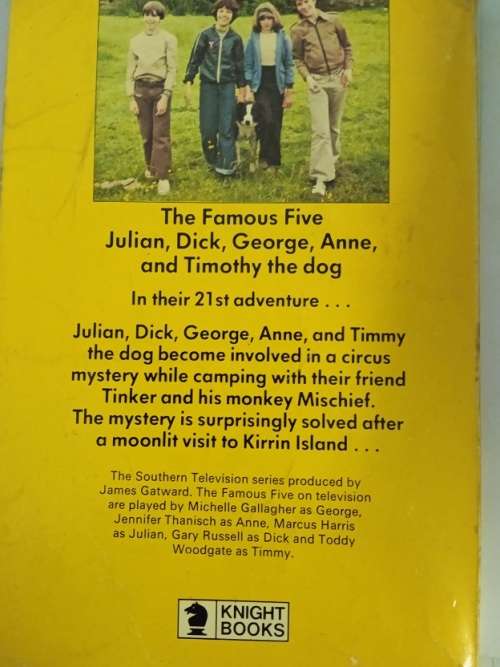 The Famous Five
Julian, Dick, George, Anne,
and Timothy the dog
In their 21st adventure . . .
Julian, Dick, George, Anne, and Timmy
the dog become involved in a circus
mystery while camping with their friend
Tinker and his monkey Mischief.
The mystery is surprisingly solved after
a moonlit visit to Kirrin Island . . .
The Southern Television series produced by
James Gatward. The Famous Five on television
are played by Michelle Gallagher as George,
Jennifer Thanisch as Anne, Marcus Harris
as Julian, Gary Russell as Dick and Toddy
Woodgate as Timmy.
KNIGHT
BOOKS